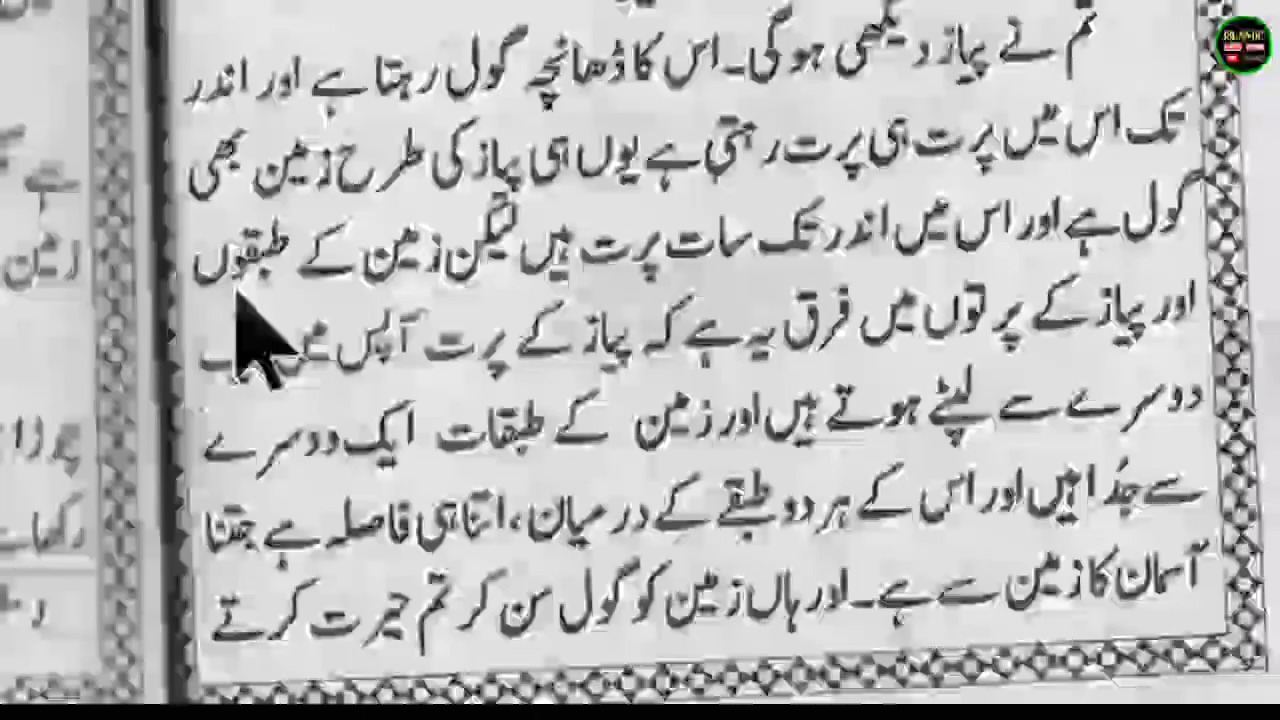 تم نے پیاز دیکھی ہوگی۔ اس کا ڈھانچہ گول رہتا ہے اور اندر
تک اس میں پرت ہی پرت رہتی ہے یوں ہی پیاز کی طرح زمین بھی
گول ہے اور اس میں اندر تک سات پرت ہیں لیکن زمین کے طبقوں
اور پیاز کے پرتوں میں فرق یہ ہے کہ پیاز کے پرت آپس میں
دوسرے سے لپٹے ہوتے ہیں اور زمین کے طبقات ایک دوسرے
سے جُدا ہیں اور اس کے ہر دو طبقے کے درمیان، اتنا ہی فاصلہ ہے جتنا
آسمان کا زمین سے ہے۔ اور ہاں زمین کو گول سن کر تم حیرت کرتے
زمین